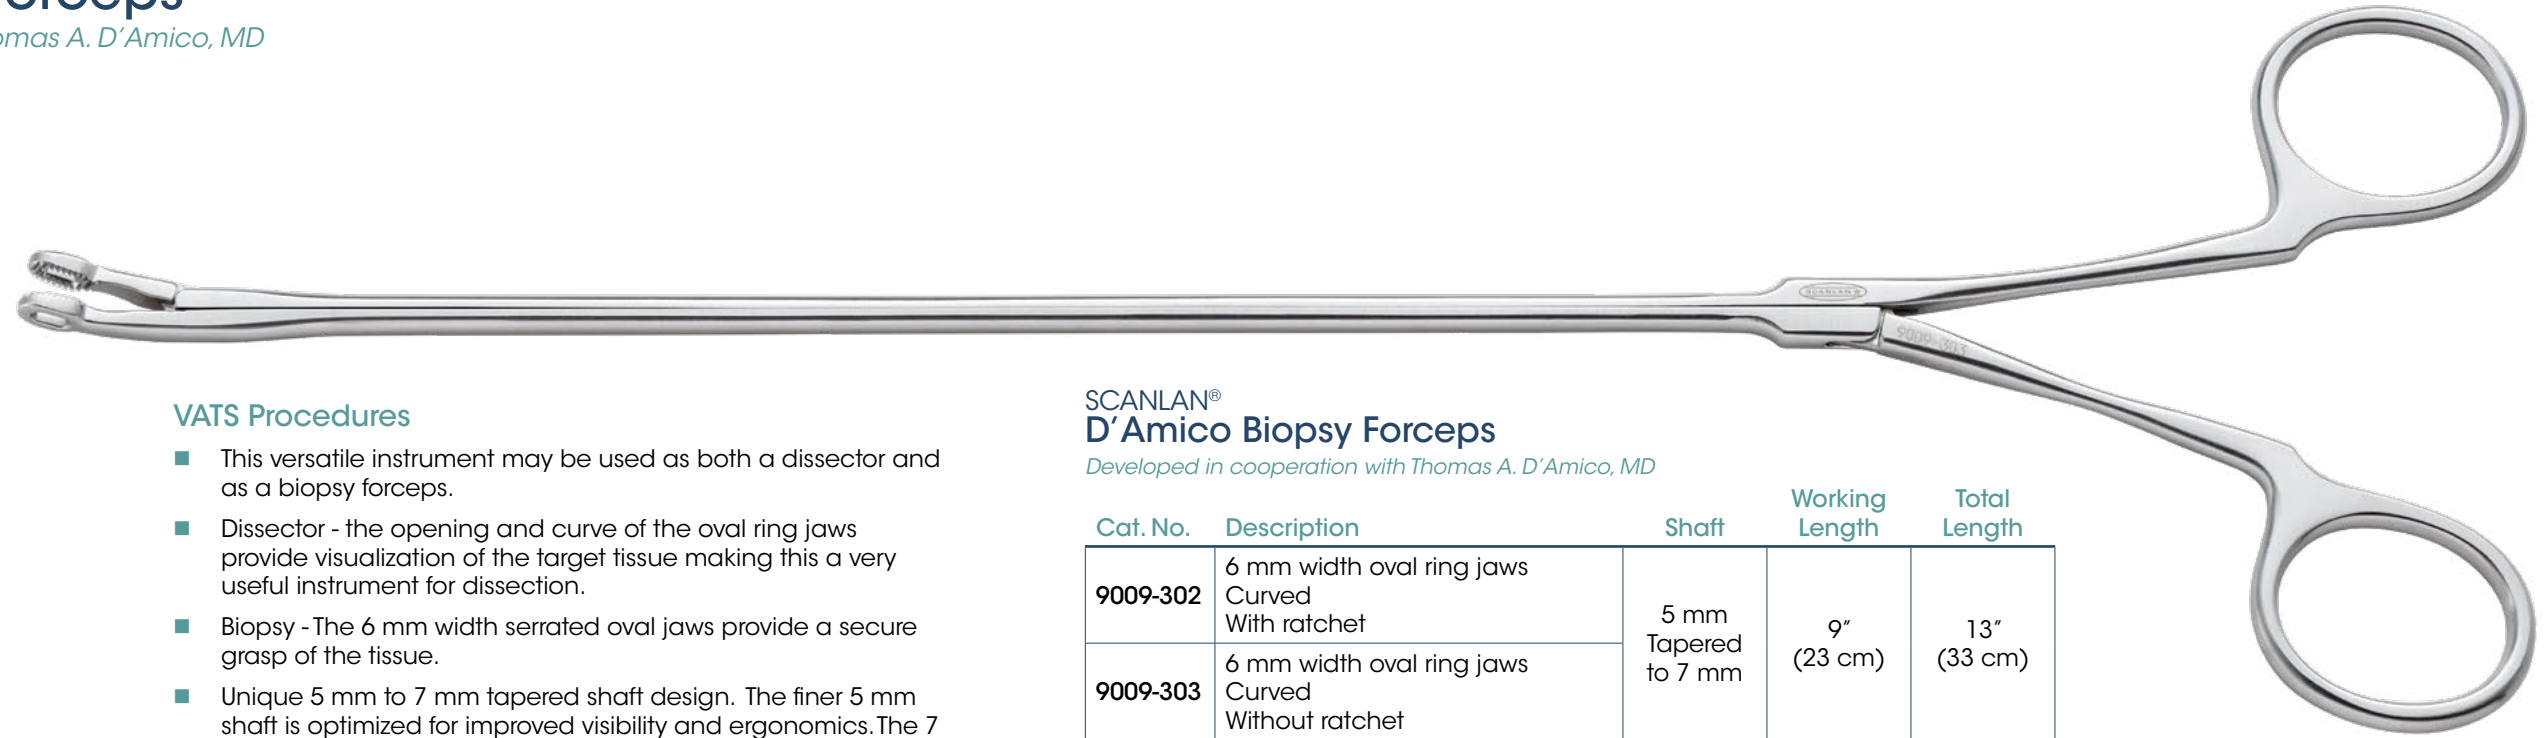 omas A. D’Amico, MD
SCANLAN®
9009-303
VATS Procedures
■ This versatile instrument may be used as both a dissector and
as a biopsy forceps.
■ Dissector - the opening and curve of the oval ring jaws
provide visualization of the target tissue making this a very
useful instrument for dissection.
■ Biopsy - The 6 mm width serrated oval jaws provide a secure
grasp of the tissue.
■ Unique 5 mm to 7 mm tapered shaft design. The finer 5 mm
shaft is optimized for improved visibility and ergonomics. The 7
SCANLAN®
D’Amico Biopsy Forceps
Developed in cooperation with Thomas A. D’Amico, MD
Cat. No. Description Shaft Working Length Total Length
9009-302
6 mm width oval ring jaws
Curved
With ratchet
9009-303
6 mm width oval ring jaws
Curved
Without ratchet
5 mm
Tapered
to 7 mm
9”
(23 cm)
13”
(33 cm)